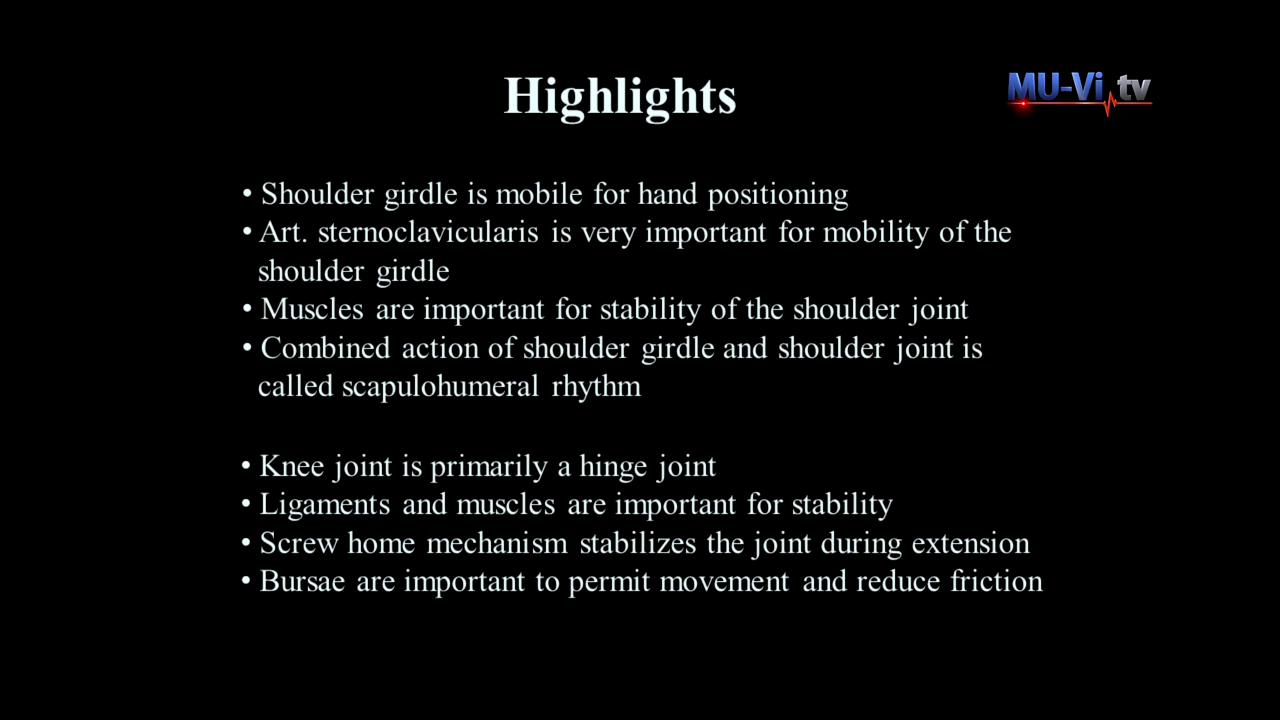 Highlights
MU-Vi.tv
• Shoulder girdle is mobile for hand positioning
• Art. sternoclavicularis is very important for mobility of the
shoulder girdle
• Muscles are important for stability of the shoulder joint
• Combined action of shoulder girdle and shoulder joint is
called scapulohumeral rhythm
• Knee joint is primarily a hinge joint
• Ligaments and muscles are important for stability
• Screw home mechanism stabilizes the joint during extension
• Bursae are important to permit movement and reduce friction